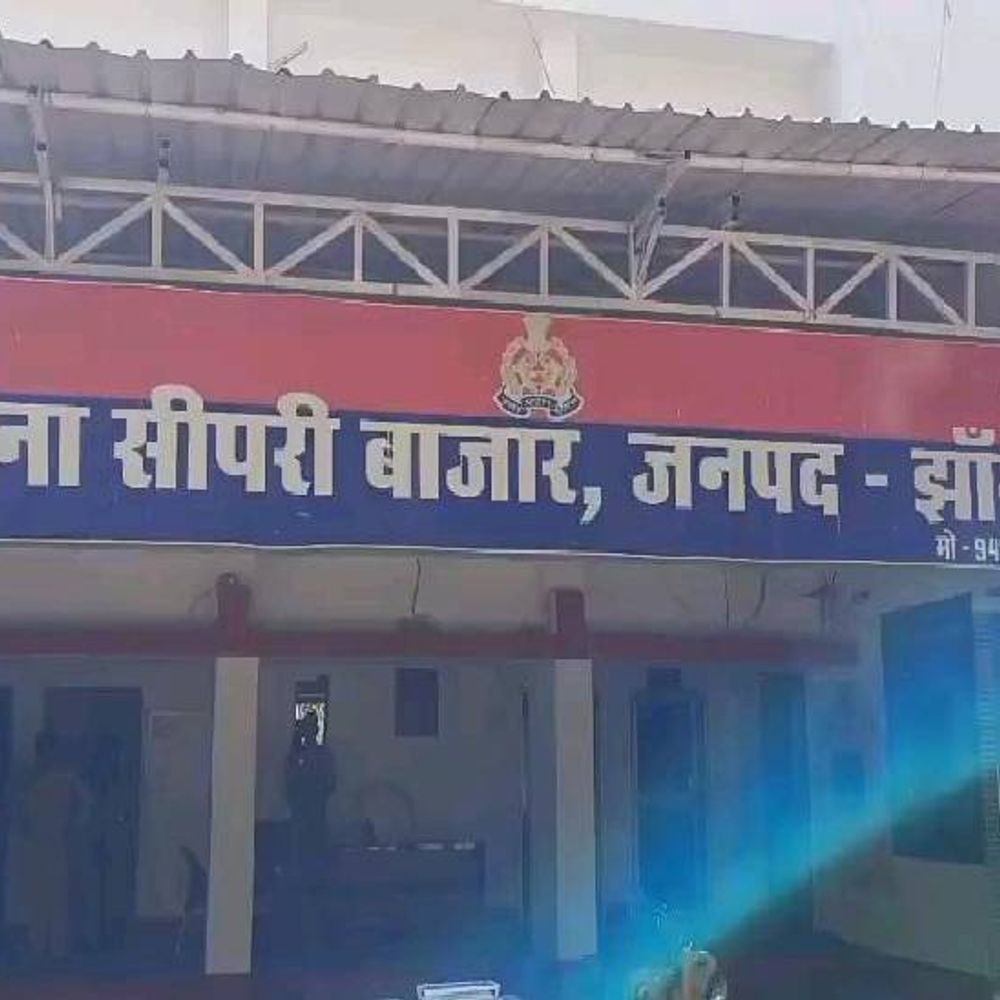 ना सीपरी बाजार, जनपद - झाँ
मो - 94